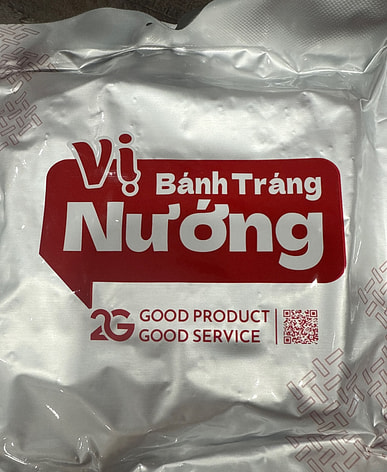 Vị
Bánh Tráng
Nướng
2G GOOD PRODUCT
GOOD SERVICE